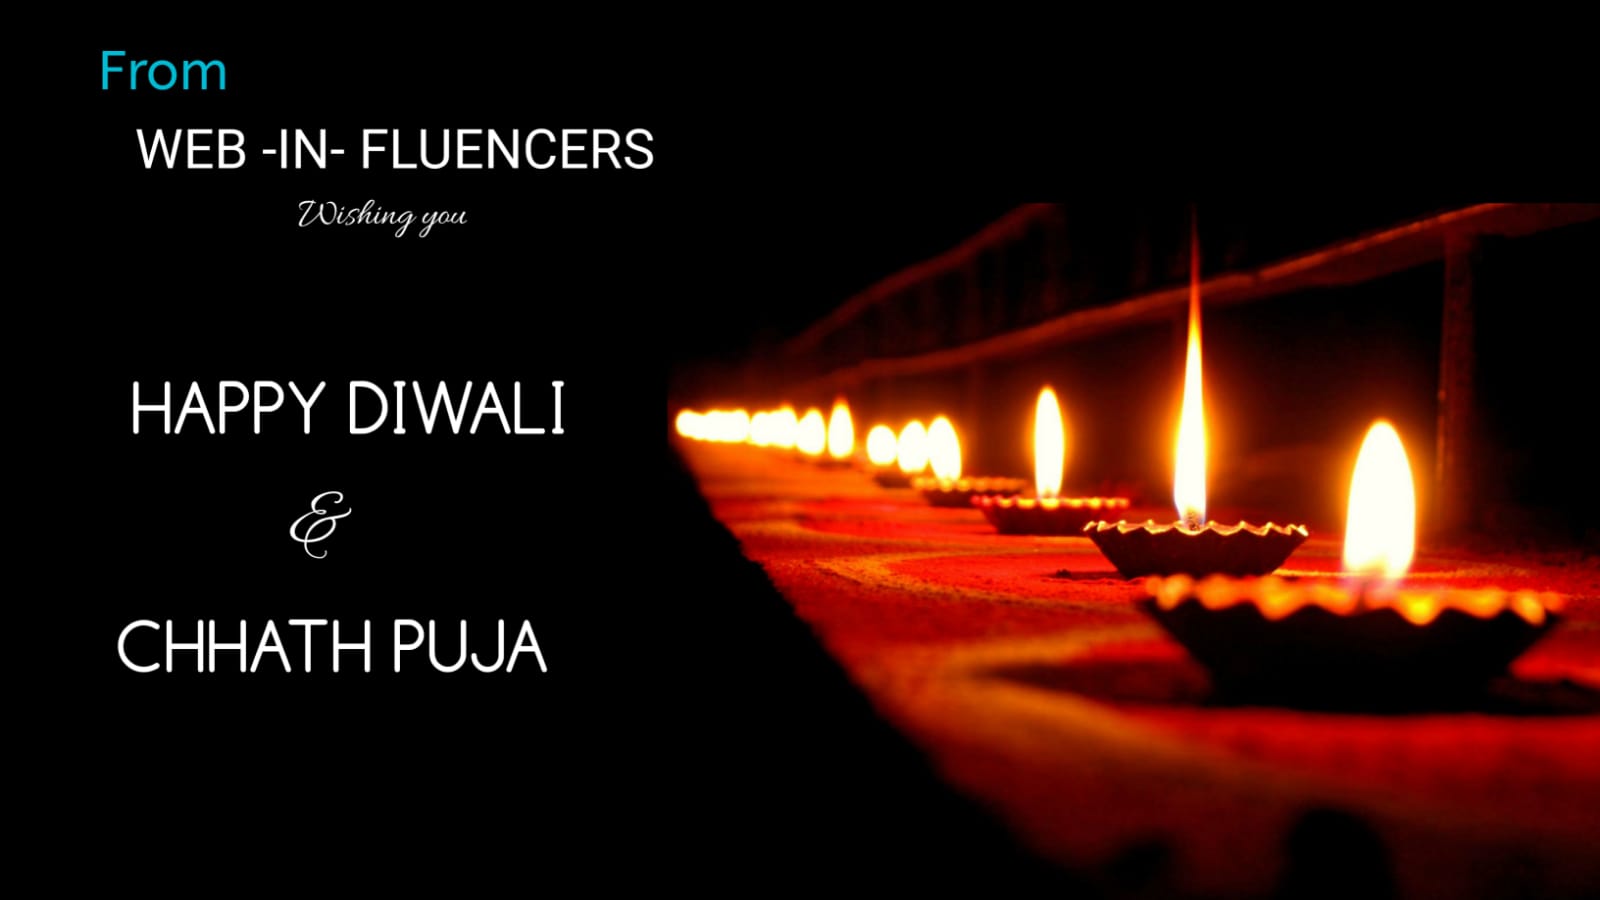 From
WEB -IN- FLUENCERS
Wishing you
HAPPY DIWALI
&
CHHATH PUJA